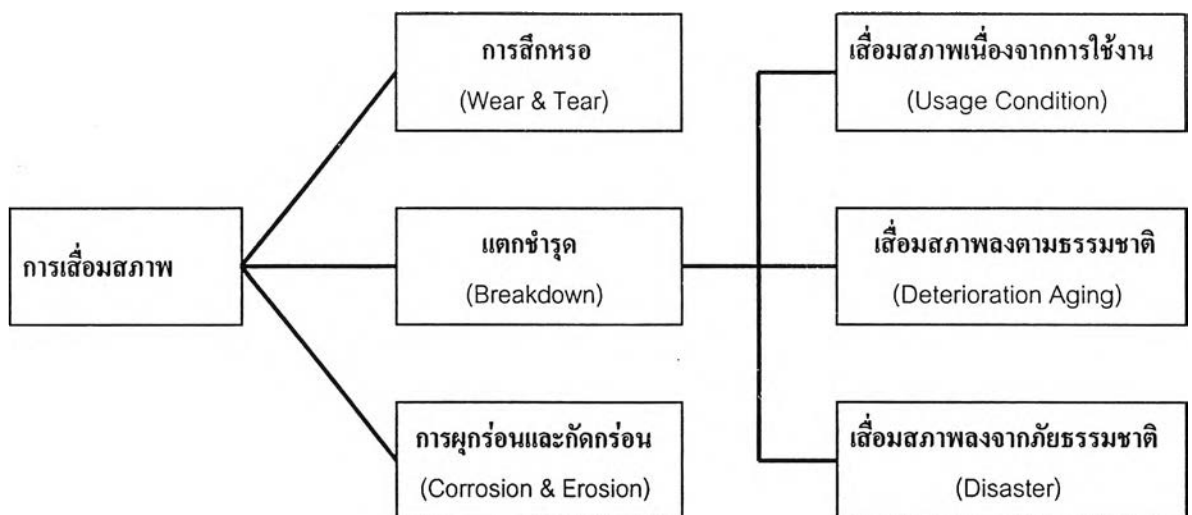 การเสื่อมสภาพ
การสึกหรอ
(Wear & Tear)
แตกชำรุด
(Breakdown)
การผุกร่อนและกัดกร่อน
(Corrosion & Erosion)
เสื่อมสภาพเนื่องจากการใช้งาน
(Usage Condition)
เสื่อมสภาพลงตามธรรมชาติ
(Deterioration Aging)
เสื่อมสภาพลงจากภัยธรรมชาติ
(Disaster)